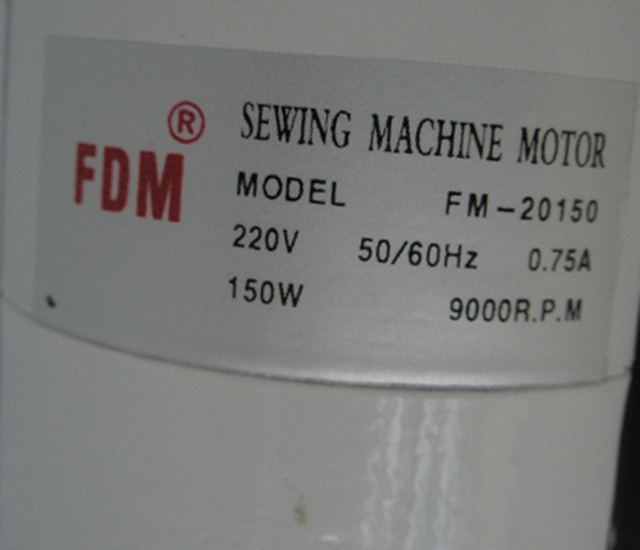 FDM ®
SEWING MACHINE MOTOR
MODEL FM-20150
220V 50/60Hz 0.75A
150W 9000R.P.M